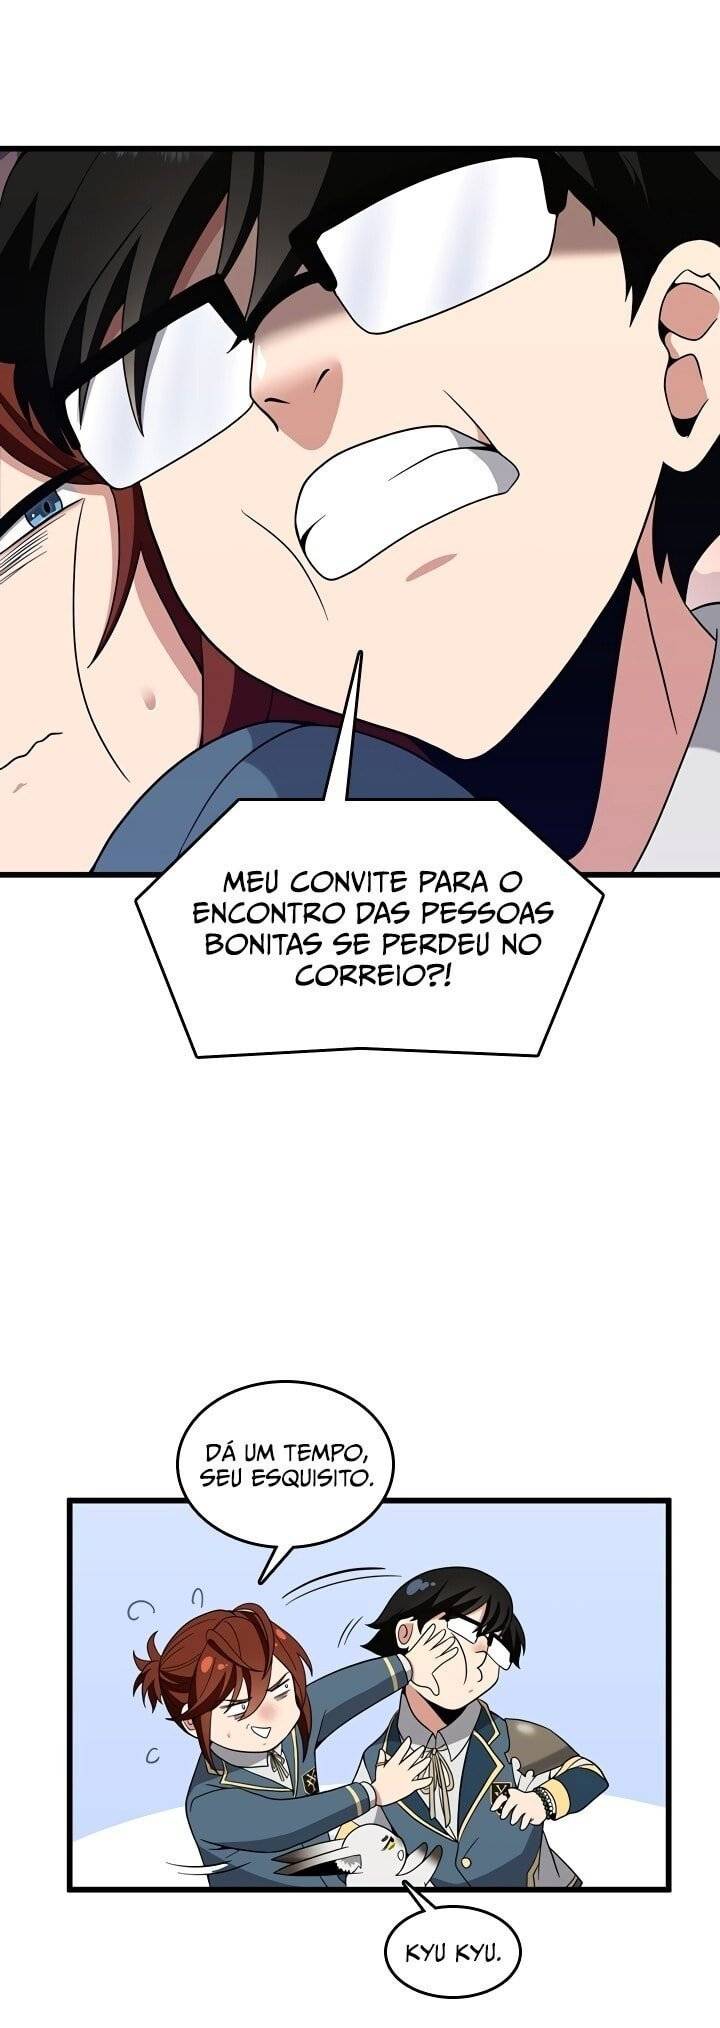 MEU CONVITE PARA O
ENCONTRO DAS PESSOAS
BONITAS SE PERDEU NO
CORREIO?!
DÁ UM TEMPO,
SEU ESQUISITO.
KYU KYU.